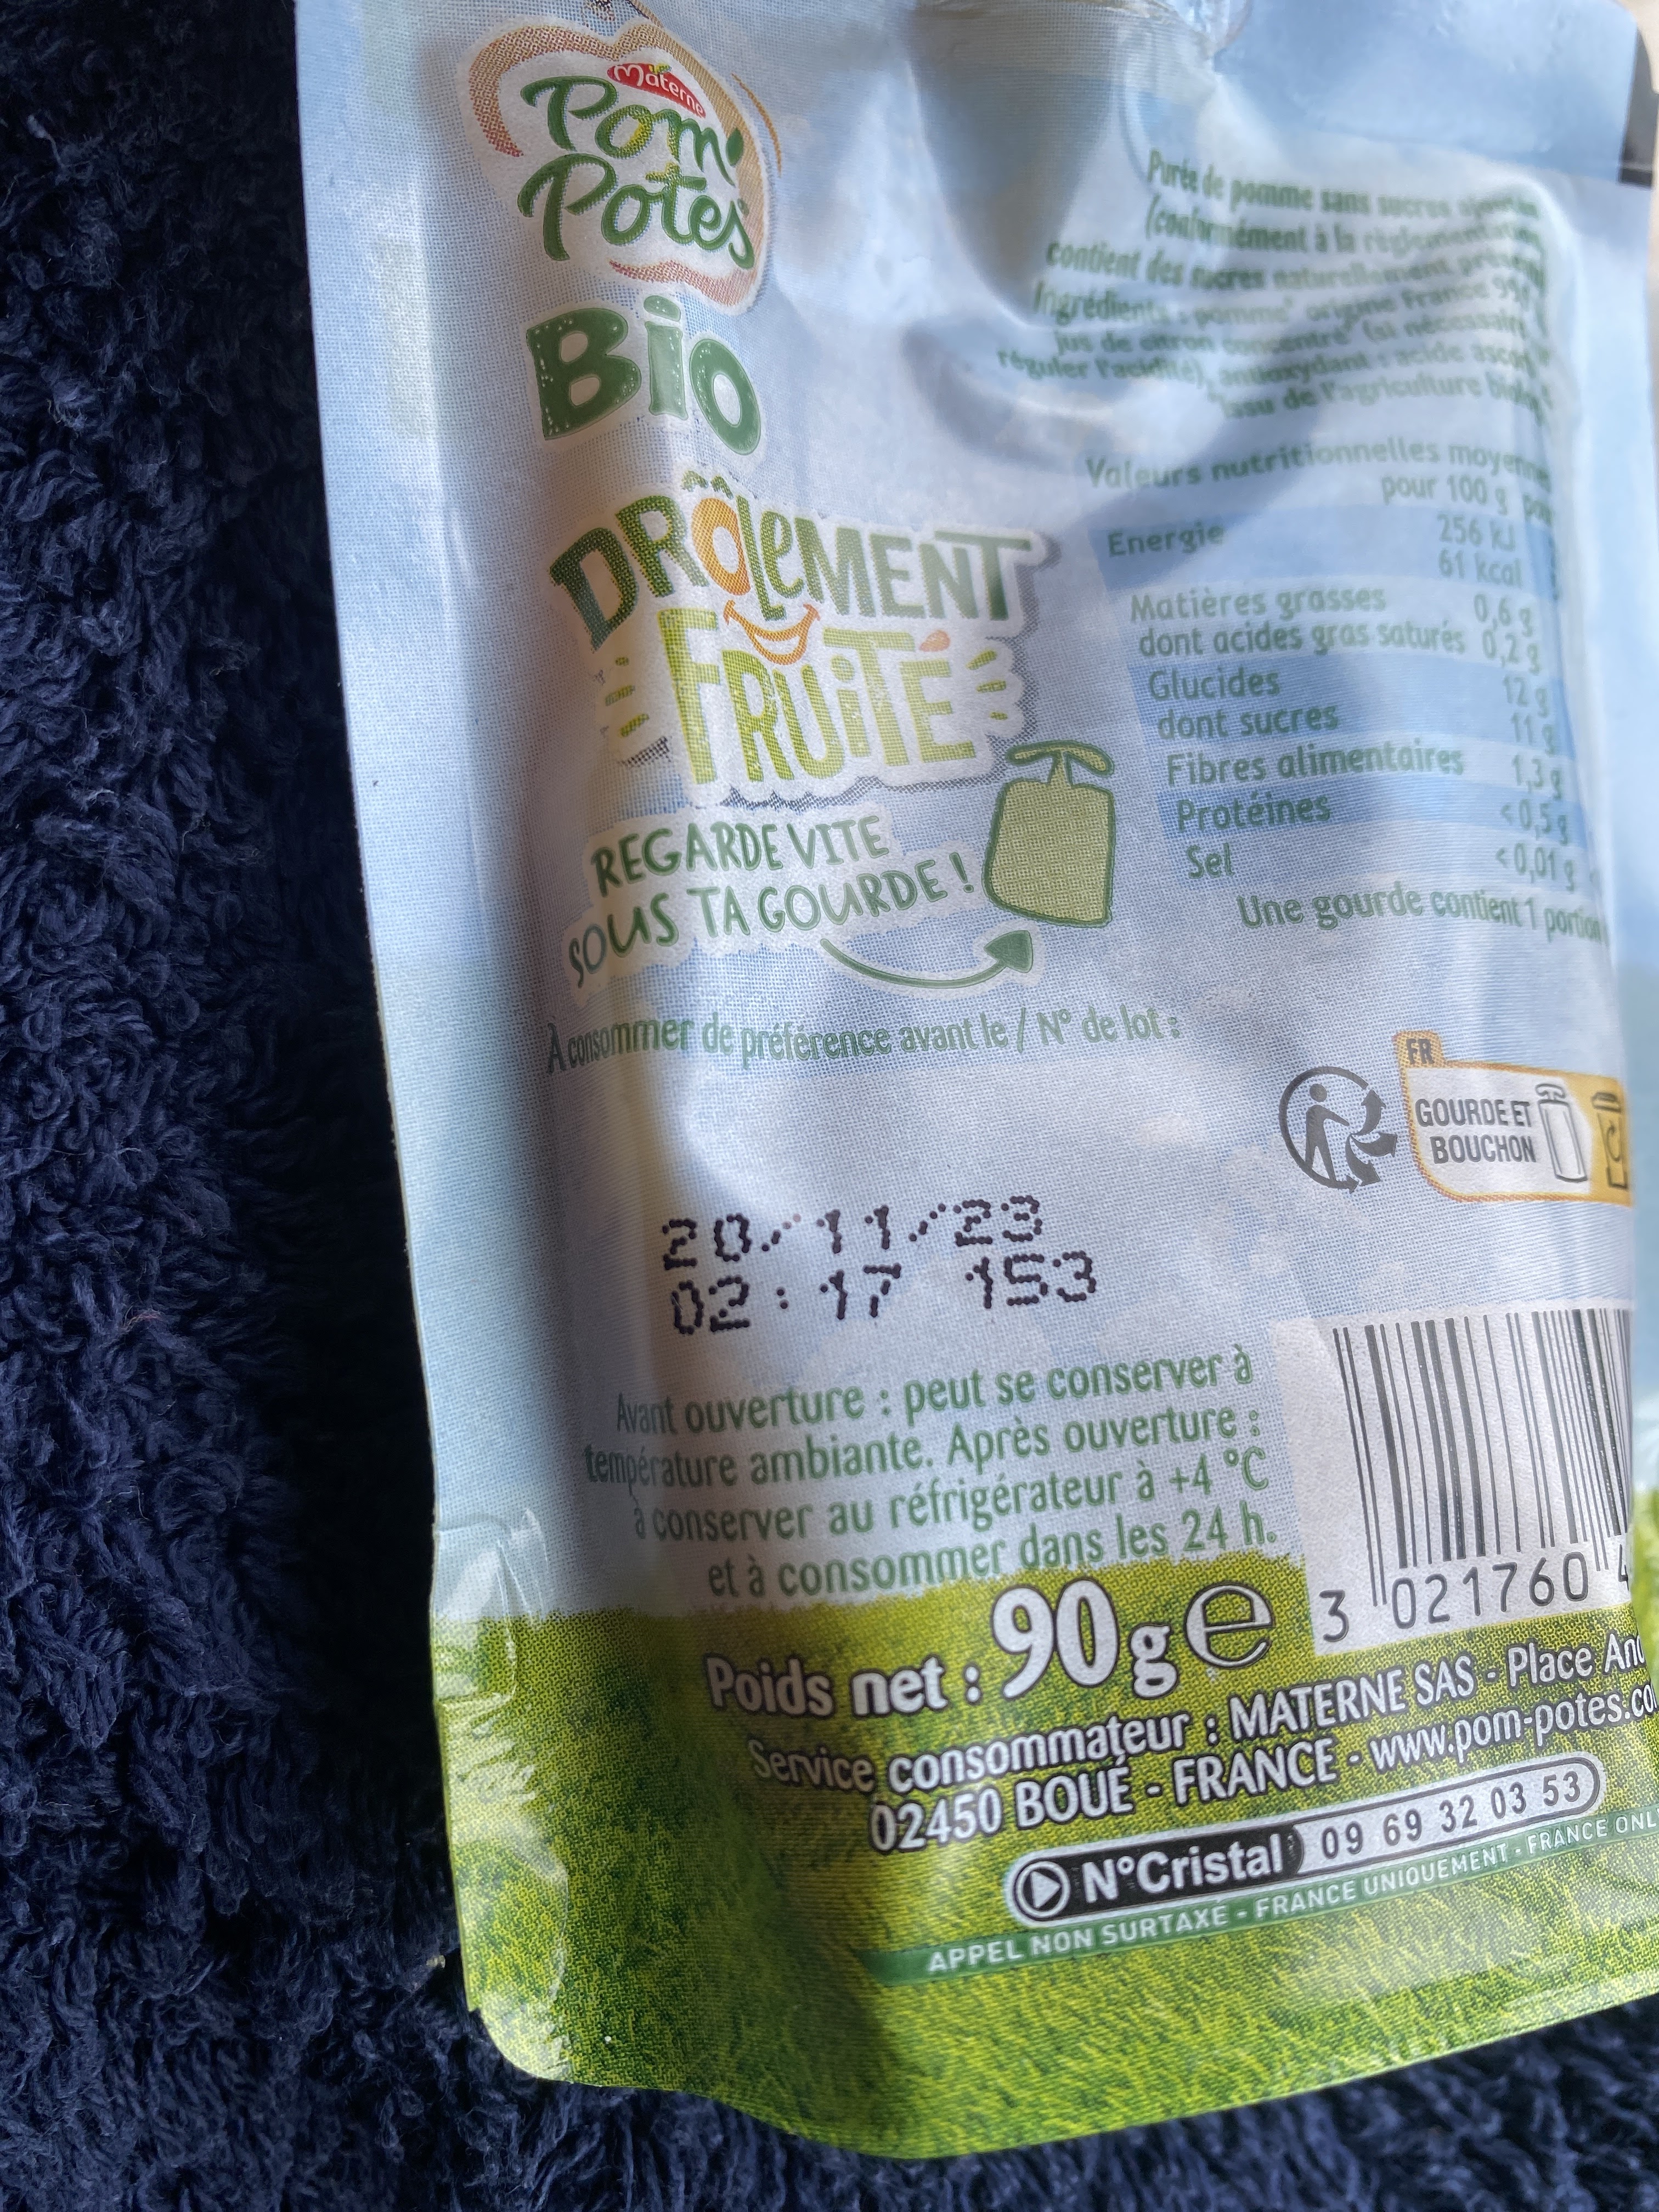 Materne
Pom'
Potes
Bio
DRÔLEMENT
FRUITÉ
REGARDE VITE
SOUS TA GOURDE !
Purée de pomme sans sucres
(conformément à la réglementation
contient des sucres naturellement
Ingrédients : pomme* origine France
jus de citron concentré* (si nécessaire,
réguler l'acidité), antioxydant : acide
*issu de l'agriculture
Valeurs nutritionnelles moyennes
pour 100 g
Energie 256 kJ
61 kcal
Matières grasses 0,6 g
dont acides gras saturés 0,2 g
Glucides 12 g
dont sucres 11 g
Fibres alimentaires 1,3 g
Protéines <0,5 g
Sel <0,01 g
Une gourde contient 1 portion
À consommer de préférence avant le / N° de lot :
FR
GOURDE ET
BOUCHON
20/11/23
02:17 153
Avant ouverture : peut se conserver à
température ambiante. Après ouverture :
à conserver au réfrigérateur à +4 °C
et à consommer dans les 24 h.
3 021760 4
Poids net : 90 g e
Service consommateur : MATERNE SAS - Place
02450 BOUÉ - FRANCE - www.pom-potes.co
N°Cristal 09 69 32 03 53
APPEL NON SURTAXÉ - FRANCE UNIQUEMENT - FRANCE ONL